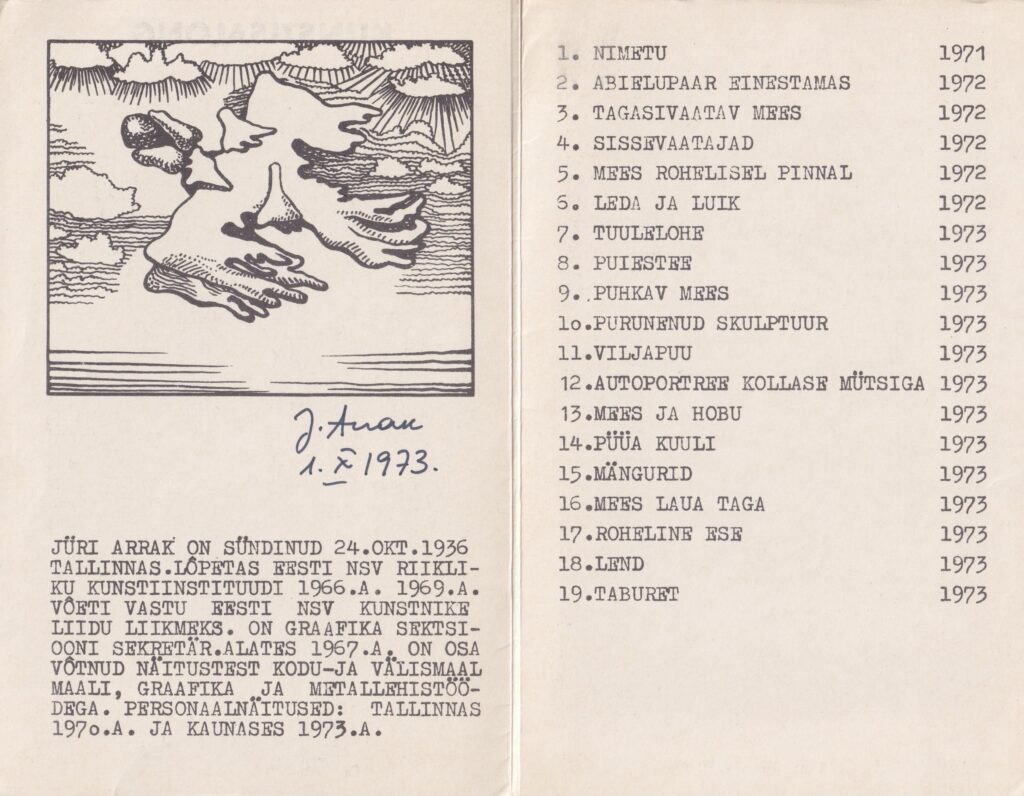 J. Arrak
1. X 1973.
JÜRI ARRAK ON SÜNDINUD 24.OKT.1936
TALLINNAS.LÕPETAS EESTI NSV RIIKLI-
KU KUNSTIINSTITUUDI 1966.A. 1969.A.
VÕETI VASTU EESTI NSV KUNSTNIKE
LIIDU LIIKMEKS. ON GRAAFIKA SEKTSI-
OONI SEKRETÄR.ALATES 1967.A. ON OSA
VÕTNUD NÄITUSTEST KODU-JA VÄLISMAAL
MAALI, GRAAFIKA JA METALLEHISTÖÖ-
DEGA. PERSONAALNÄITUSED: TALLINNAS
197o.A. JA KAUNASES 1973.A.
1. NIMETU 1971
2. ABIELUPAAR EINESTAMAS 1972
3. TAGASIVAATAV MEES 1972
4. SISSEVAATAJAD 1972
5. MEES ROHELISEL PINNAL 1972
6. LEDA JA LUIK 1972
7. TUULELOHE 1973
8. PUIESTEE 1973
9. PUHKAV MEES 1973
1o.PURUNENUD SKULPTUUR 1973
11.VILJAPUU 1973
12.AUTOPORTREE KOLLASE MÜTSIGA 1973
13.MEES JA HOBU 1973
14.PÜÜA KUULI 1973
15.MÄNGURID 1973
16.MEES LAUA TAGA 1973
17.ROHELINE ESE 1973
18.LEND 1973
19.TABURET 1973